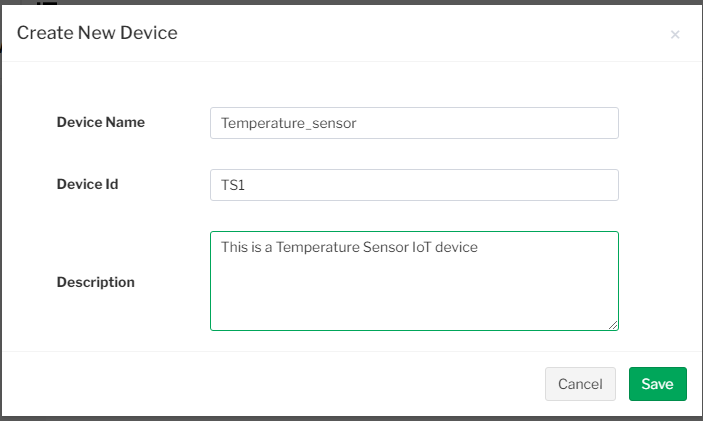 Create New Device
×
Device Name
Temperature_sensor
Device Id
TS1
Description
This is a Temperature Sensor IoT device
Cancel
Save